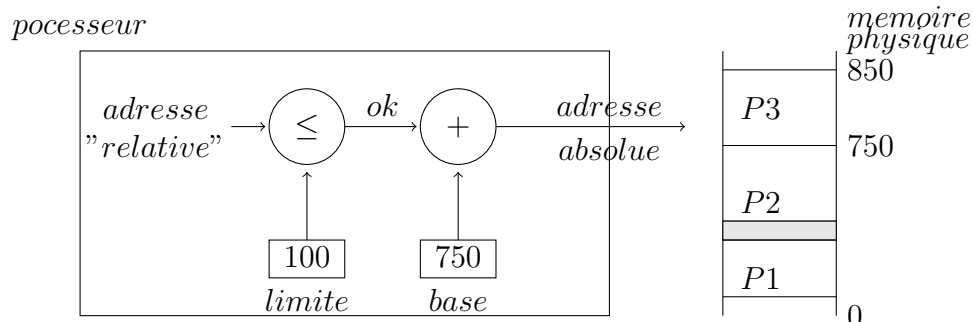 pocesseur
memoire
physique
adresse
"relative"
≤
ok
+
adresse
absolue
100
limite
750
base
850
P3
750
P2
P1
0